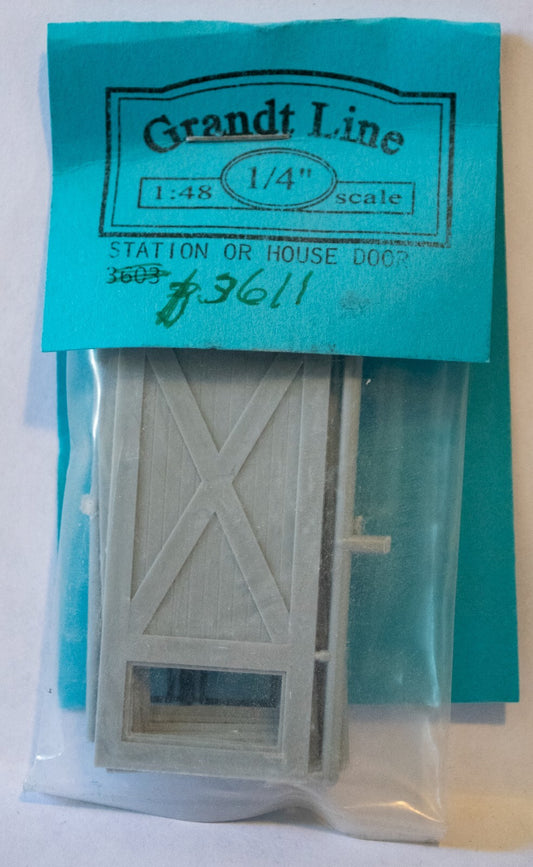 Grandt Line
1:48 1/4" scale
STATION OR HOUSE DOOR
3603
#3611